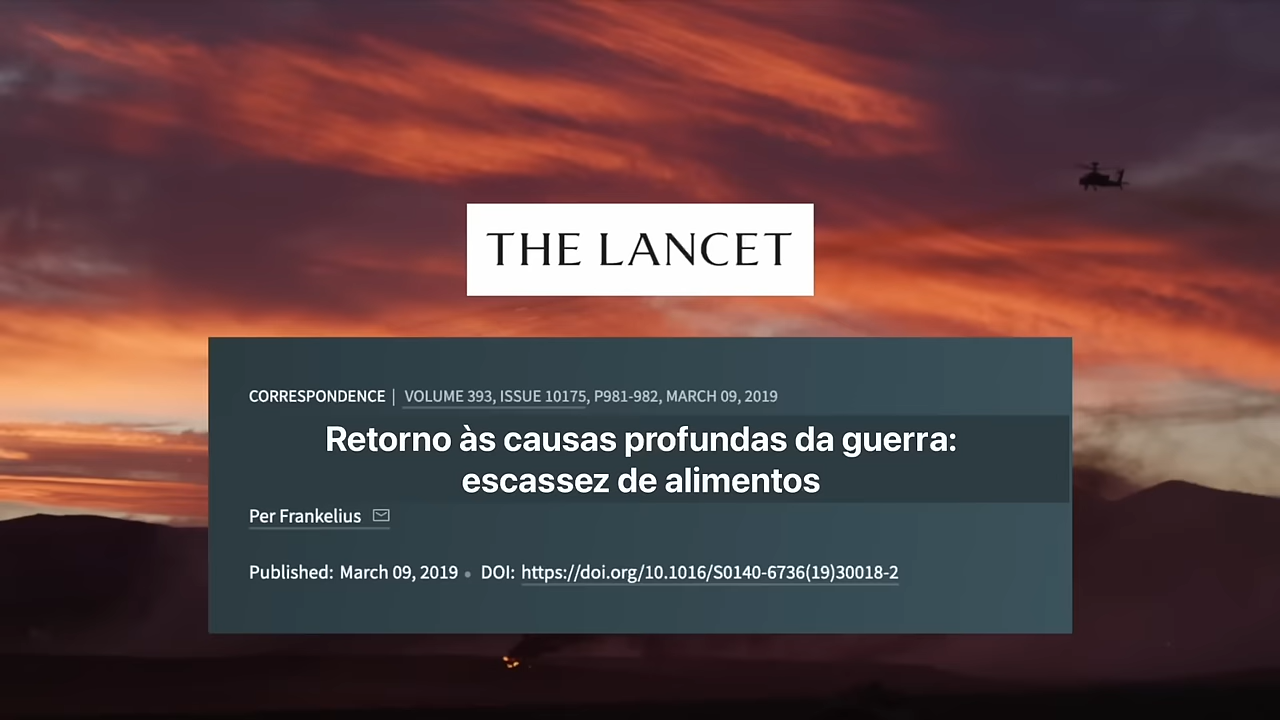 THE LANCET
CORRESPONDENCE | VOLUME 393, ISSUE 10175, P981-982, MARCH 09, 2019
Retorno às causas profundas da guerra:
escassez de alimentos
Per Frankelius
Published: March 09, 2019 • DOI: https://doi.org/10.1016/S0140-6736(19)30018-2